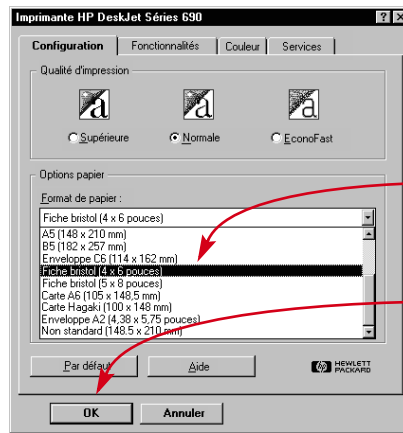 Imprimante HP DeskJet Séries 690
Configuration Fonctionnalités Couleur Services
Qualité d'impression
Supérieure Normale EconoFast
Options papier
Format de papier :
Fiche bristol (4 x 6 pouces)
A5 (148 x 210 mm)
B5 (182 x 257 mm)
Enveloppe C6 (114 x 162 mm)
Fiche bristol (4 x 6 pouces)
Fiche bristol (5 x 8 pouces)
Carte A6 (105 x 148,5 mm)
Carte Hagaki (100 x 148 mm)
Enveloppe A2 (4,38 x 5,75 pouces)
Non standard (148.5 x 210 mm)
Par défaut Aide hp HEWLETT
PACKARD
OK Annuler